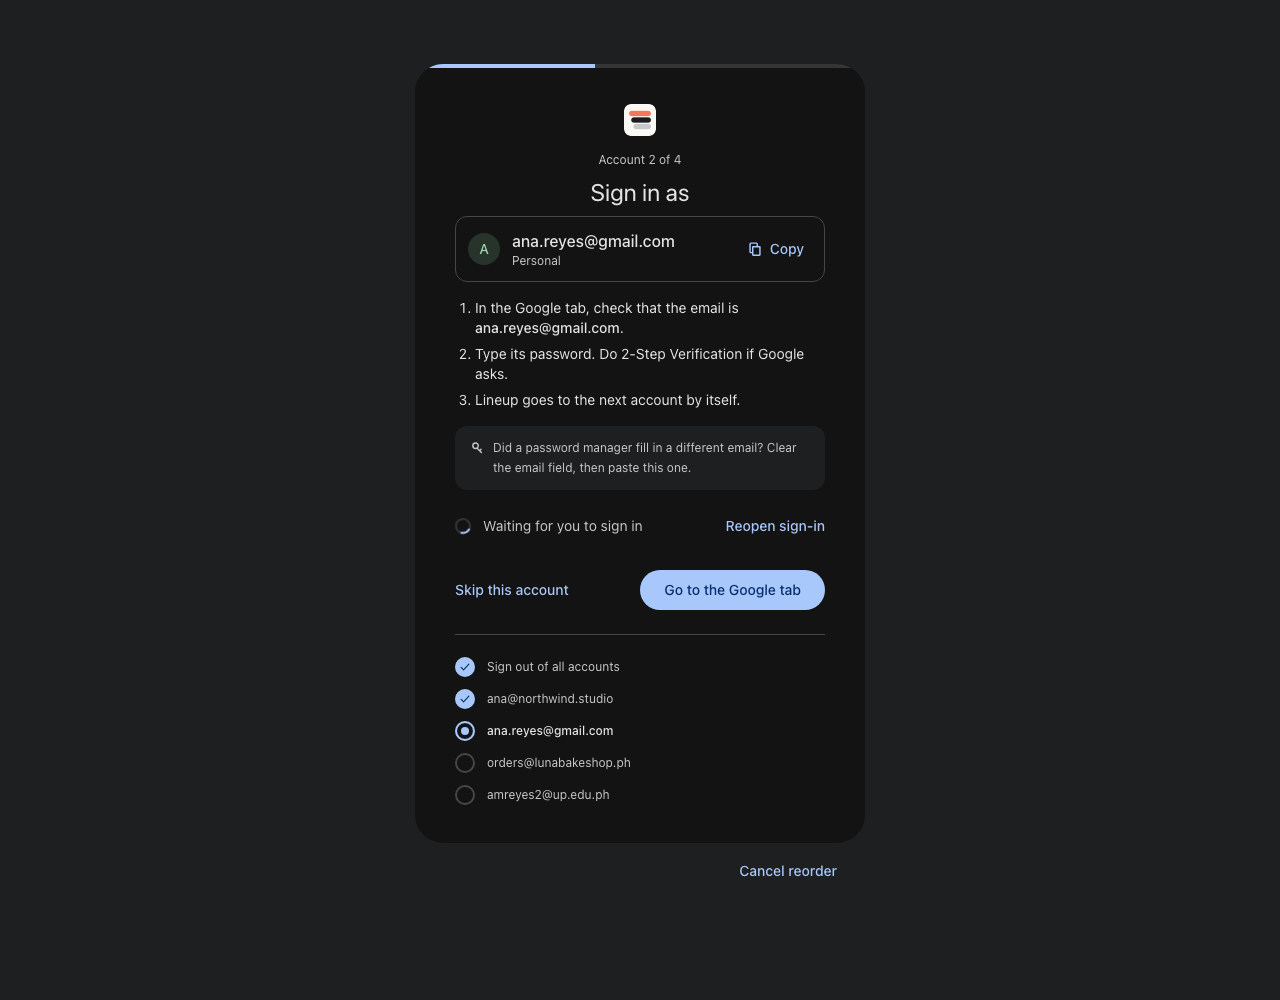 Account 2 of 4
Sign in as
A
ana.reyes@gmail.com
Personal
Copy
1. In the Google tab, check that the email is
ana.reyes@gmail.com.
2. Type its password. Do 2-Step Verification if Google
asks.
3. Lineup goes to the next account by itself.
Did a password manager fill in a different email? Clear
the email field, then paste this one.
Waiting for you to sign in
Reopen sign-in
Skip this account
Go to the Google tab
Sign out of all accounts
ana@northwind.studio
ana.reyes@gmail.com
orders@lunabakeshop.ph
amreyes2@up.edu.ph
Cancel reorder